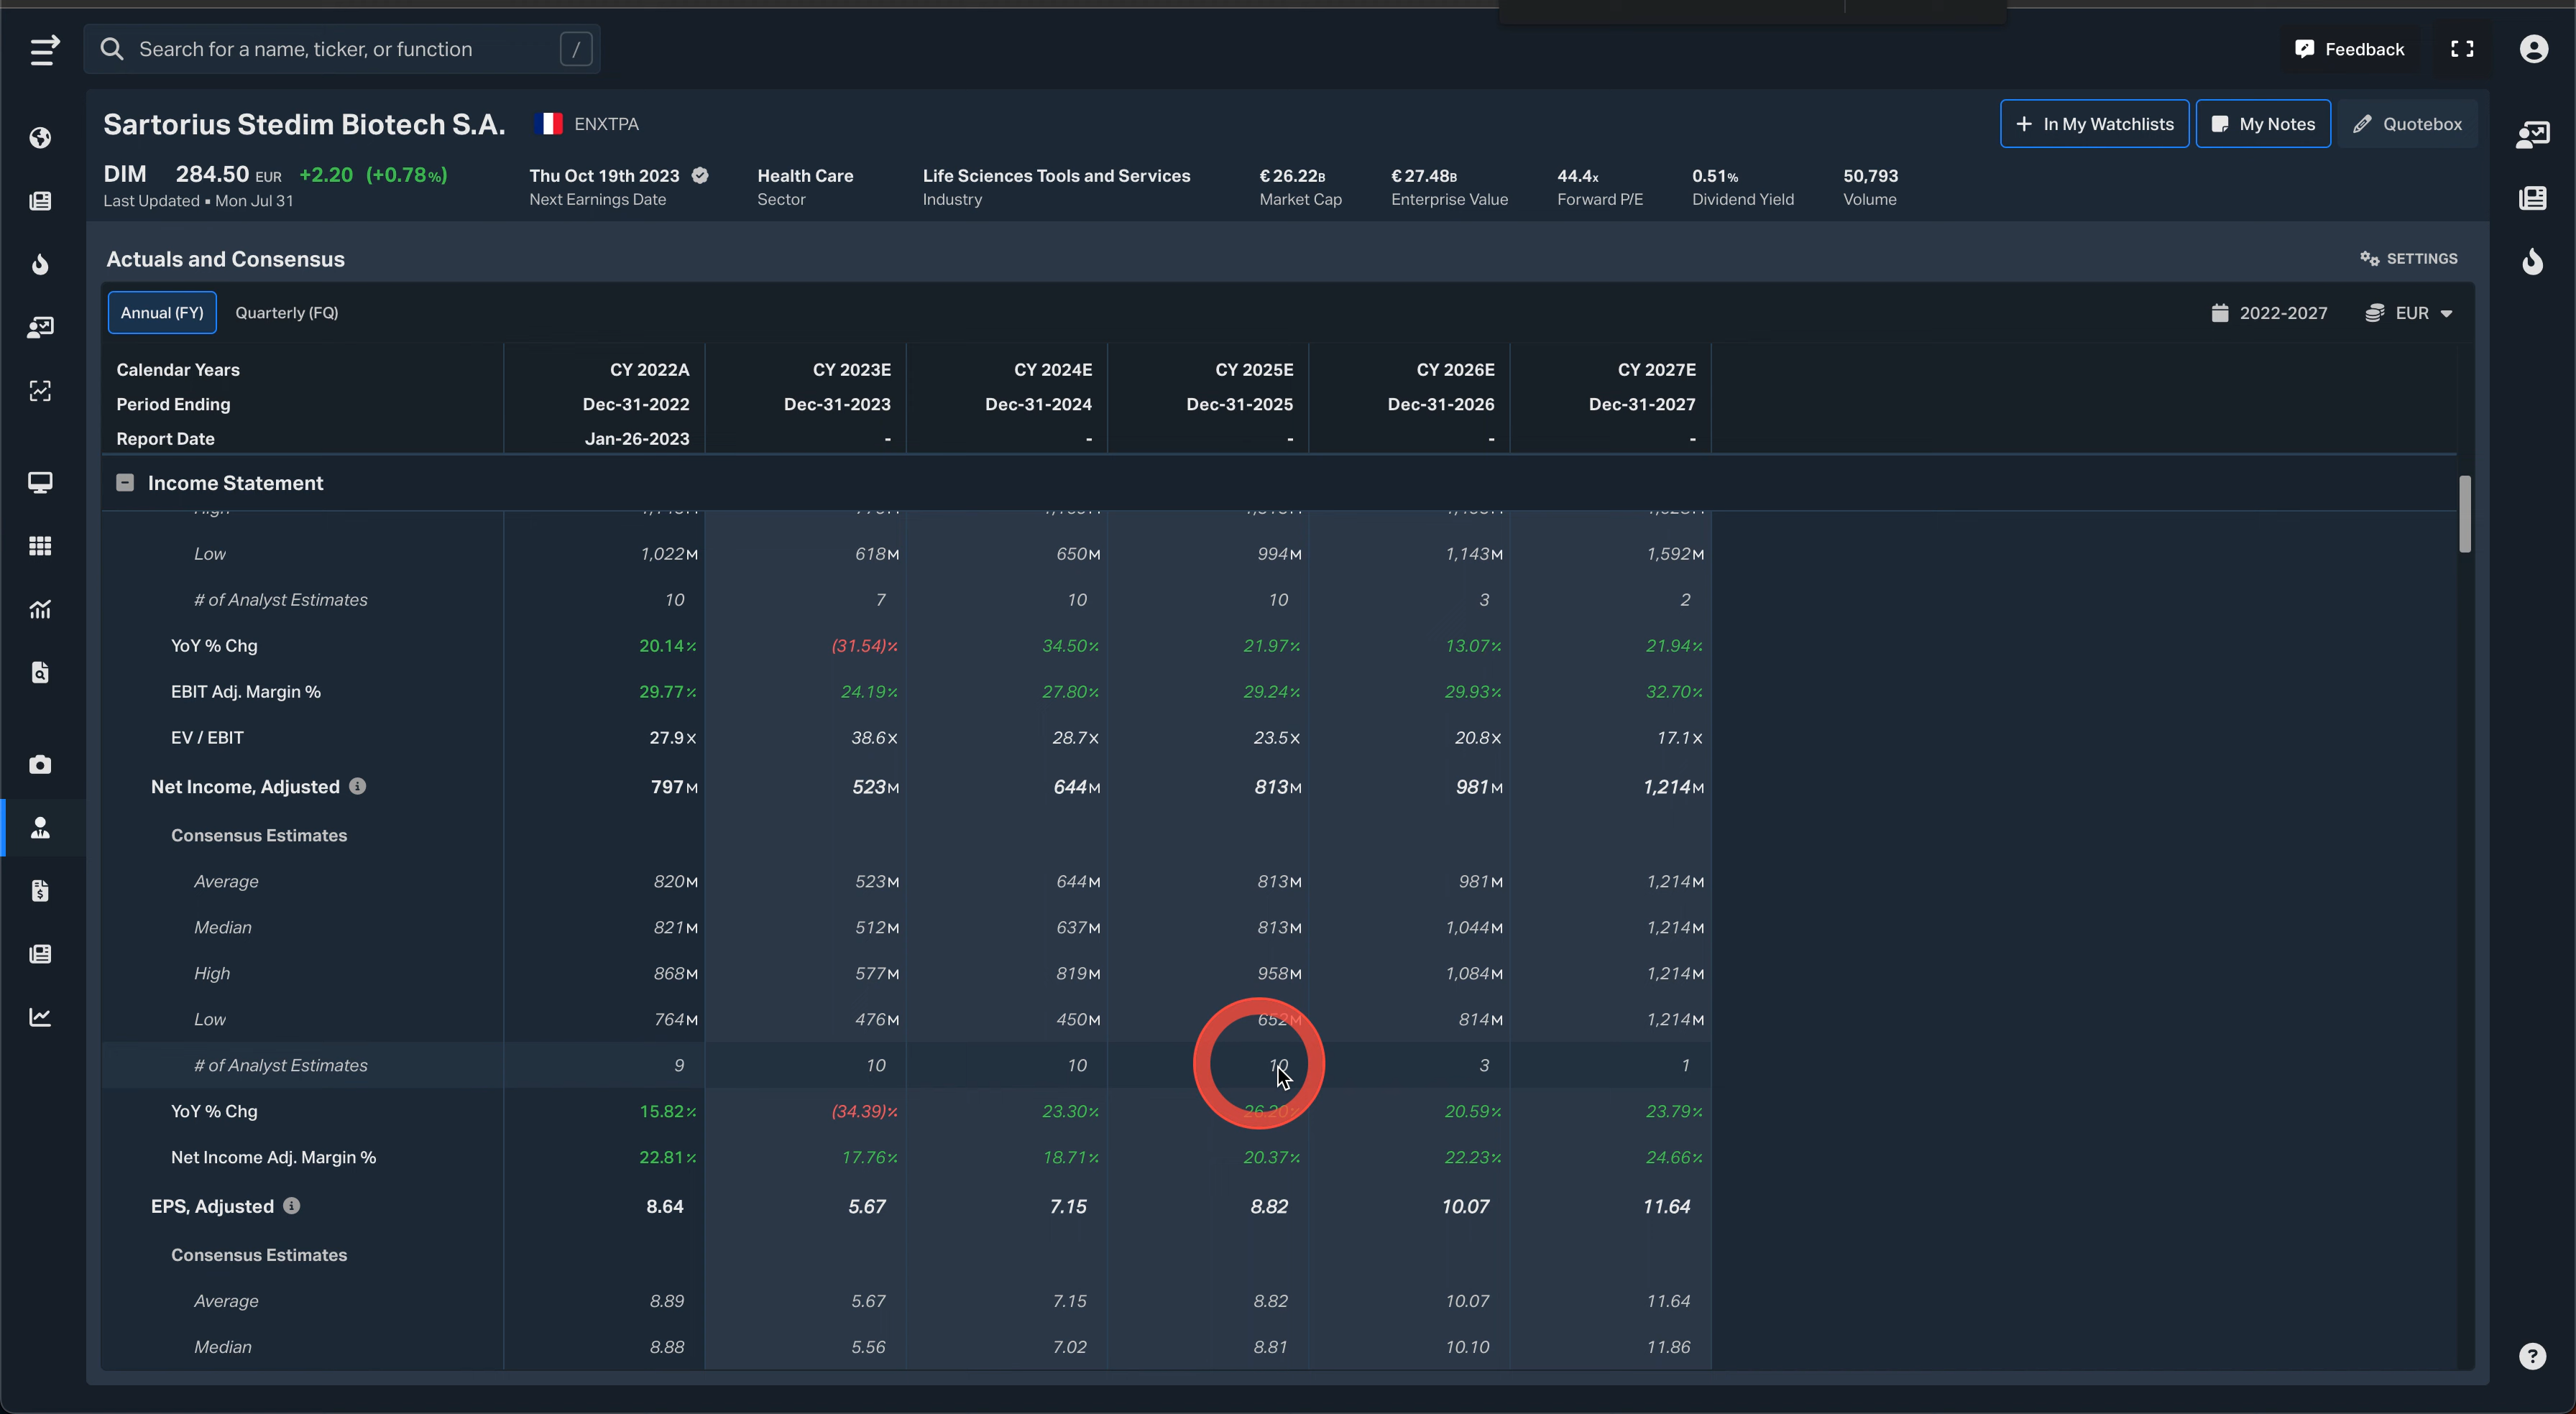 Search for a name, ticker, or function /
Feedback
Sartorius Stedim Biotech S.A. ENXTPA
+ In My Watchlists My Notes Quotebox
DIM 284.50 EUR +2.20 (+0.78%) Thu Oct 19th 2023 Health Care Life Sciences Tools and Services €26.22B €27.48B 44.4x 0.51% 50,793
Last Updated ▪ Mon Jul 31 Next Earnings Date Sector Industry Market Cap Enterprise Value Forward P/E Dividend Yield Volume
Actuals and Consensus SETTINGS
Annual (FY) Quarterly (FQ) 2022-2027 EUR
Calendar Years CY 2022A CY 2023E CY 2024E CY 2025E CY 2026E CY 2027E
Period Ending Dec-31-2022 Dec-31-2023 Dec-31-2024 Dec-31-2025 Dec-31-2026 Dec-31-2027
Report Date Jan-26-2023 - - - - -
Income Statement
High
Low 1,022M 618M 650M 994M 1,143M 1,592M
# of Analyst Estimates 10 7 10 10 3 2
YoY % Chg 20.14% (31.54)% 34.50% 21.97% 13.07% 21.94%
EBIT Adj. Margin % 29.77% 24.19% 27.80% 29.24% 29.93% 32.70%
EV / EBIT 27.9x 38.6x 28.7x 23.5x 20.8x 17.1x
Net Income, Adjusted 797M 523M 644M 813M 981M 1,214M
Consensus Estimates
Average 820M 523M 644M 813M 981M 1,214M
Median 821M 512M 637M 813M 1,044M 1,214M
High 868M 577M 819M 958M 1,084M 1,214M
Low 764M 476M 450M 652M 814M 1,214M
# of Analyst Estimates 9 10 10 10 3 1
YoY % Chg 15.82% (34.39)% 23.30% 26.20% 20.59% 23.79%
Net Income Adj. Margin % 22.81% 17.76% 18.71% 20.37% 22.23% 24.66%
EPS, Adjusted 8.64 5.67 7.15 8.82 10.07 11.64
Consensus Estimates
Average 8.89 5.67 7.15 8.82 10.07 11.64
Median 8.88 5.56 7.02 8.81 10.10 11.86